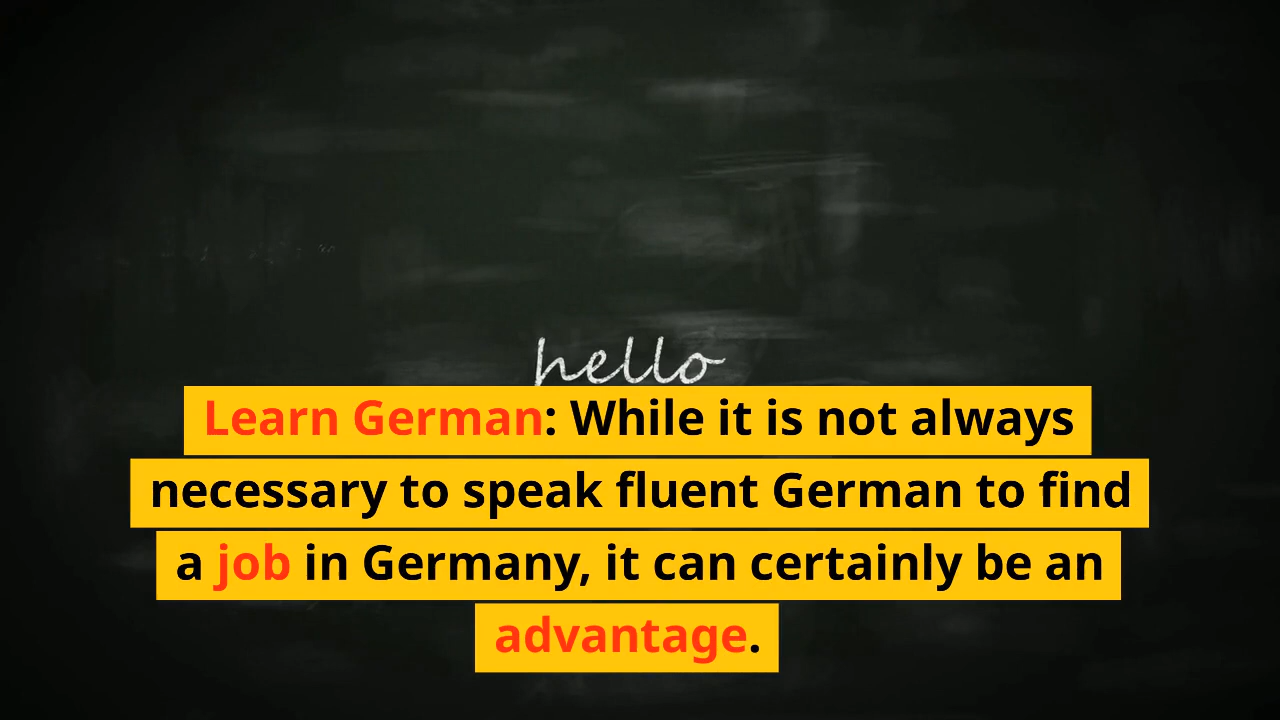 hello
Learn German: While it is not always
necessary to speak fluent German to find
a job in Germany, it can certainly be an
advantage.